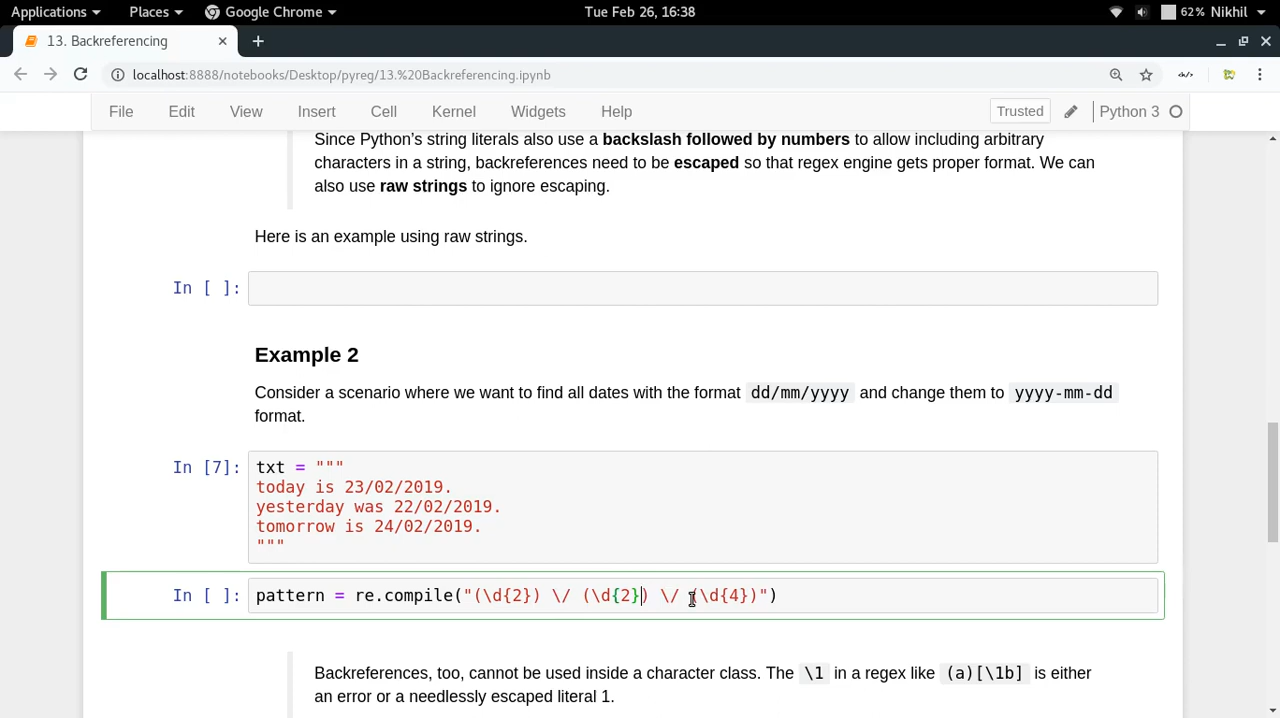 Applications Places Google Chrome Tue Feb 26, 16:38 62% Nikhil
13. Backreferencing
localhost:8888/notebooks/Desktop/pyreg/13.%20Backreferencing.ipynb
File Edit View Insert Cell Kernel Widgets Help Trusted Python 3
Since Python’s string literals also use a backslash followed by numbers to allow including arbitrary
characters in a string, backreferences need to be escaped so that regex engine gets proper format. We can
also use raw strings to ignore escaping.
Here is an example using raw strings.
In [ ]:
Example 2
Consider a scenario where we want to find all dates with the format dd/mm/yyyy and change them to yyyy-mm-dd
format.
In [7]: txt = """
today is 23/02/2019.
yesterday was 22/02/2019.
tomorrow is 24/02/2019.
"""
In [ ]: pattern = re.compile("(\d{2}) \/ (\d{2}) \/ (\d{4})")
Backreferences, too, cannot be used inside a character class. The \1 in a regex like (a)[\1b] is either
an error or a needlessly escaped literal 1.